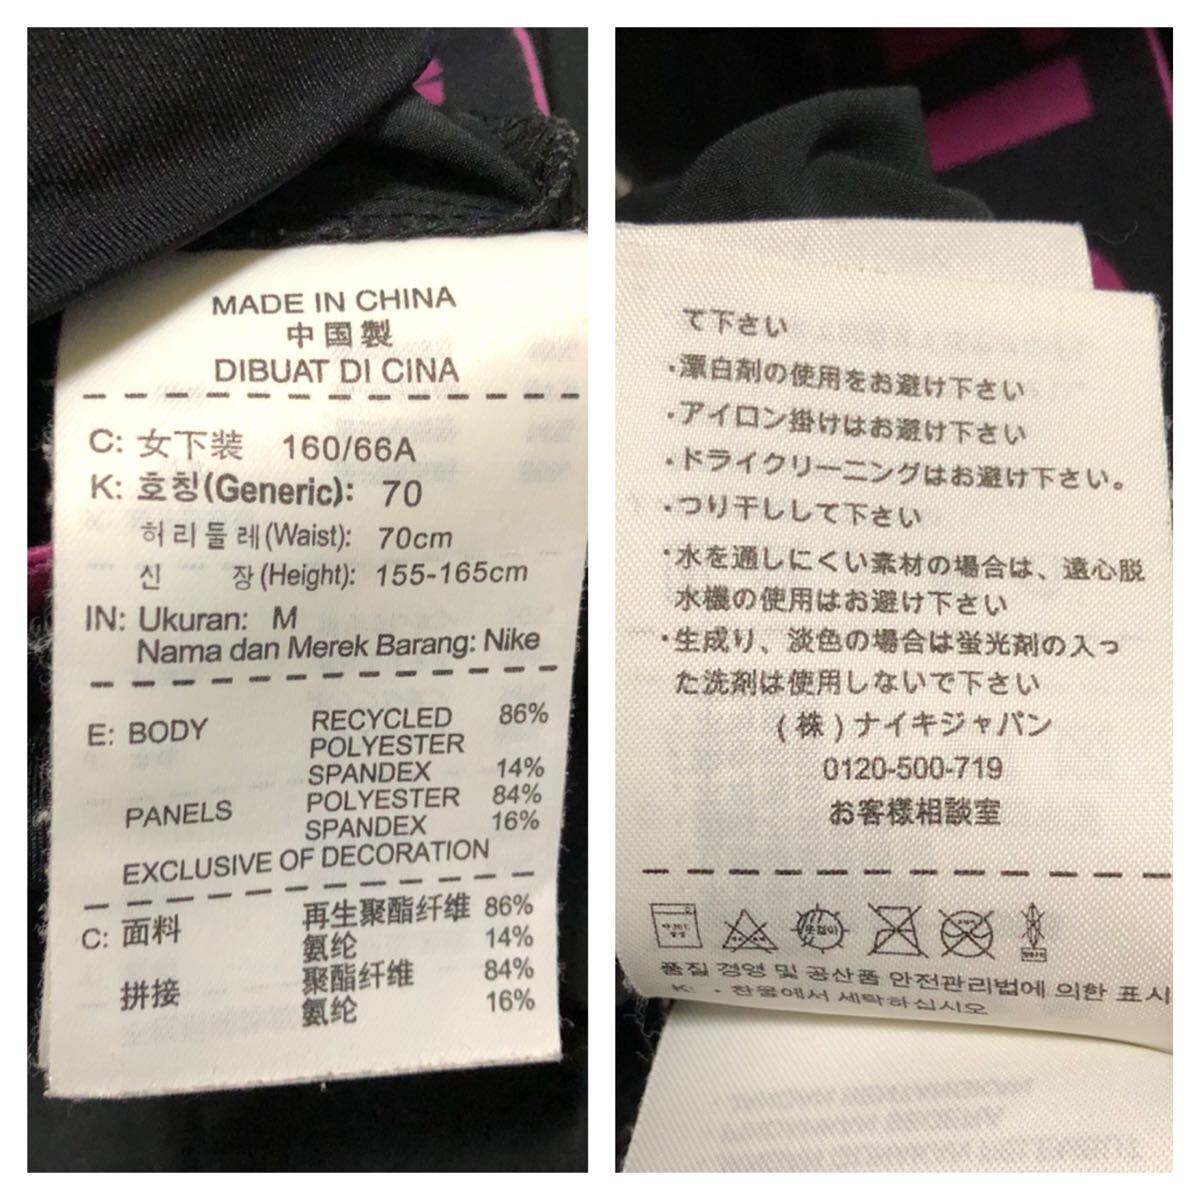 MADE IN CHINA
中国製
DIBUAT DI CINA
C: 女下装 160/66A
K: 호칭(Generic): 70
허리둘레(Waist): 70cm
신 장(Height): 155-165cm
IN: Ukuran: M
Nama dan Merek Barang: Nike
E: BODY RECYCLED 86%
POLYESTER
SPANDEX 14%
PANELS POLYESTER 84%
SPANDEX 16%
EXCLUSIVE OF DECORATION
C: 面料 再生聚酯纤维 86%
氨纶 14%
拼接 聚酯纤维 84%
氨纶 16%
て下さい
・漂白剤の使用をお避け下さい
・アイロン掛けはお避け下さい
・ドライクリーニングはお避け下さい。
・つり干しして下さい
・水を通しにくい素材の場合は、遠心脱
水機の使用はお避け下さい
・生成り、淡色の場合は蛍光剤の入っ
た洗剤は使用しないで下さい
(株)ナイキジャパン
0120-500-719
お客様相談室
품질 경영 및 공산품 안전관리법에 의한 표시
K: · 찬물에서 세탁하십시오